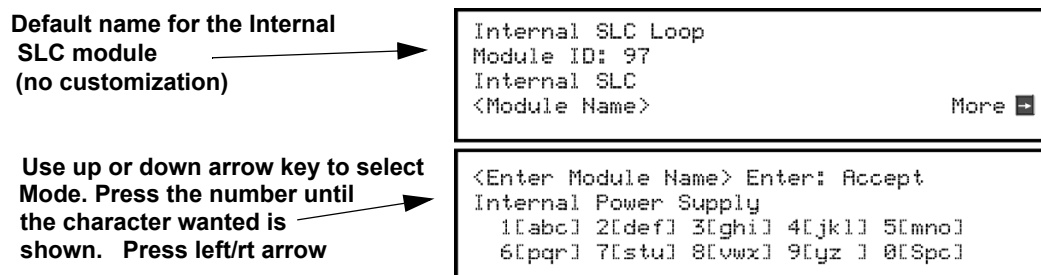 Default name for the Internal
SLC module
(no customization)
Internal SLC Loop
Module ID: 97
Internal SLC
<Module Name> More →
Use up or down arrow key to select
Mode. Press the number until
the character wanted is
shown. Press left/rt arrow
<Enter Module Name> Enter: Accept
Internal Power Supply
1[abc] 2[def] 3[ghi] 4[jkl] 5[mno]
6[pqr] 7[stu] 8[vwx] 9[yz ] 0[Spc]